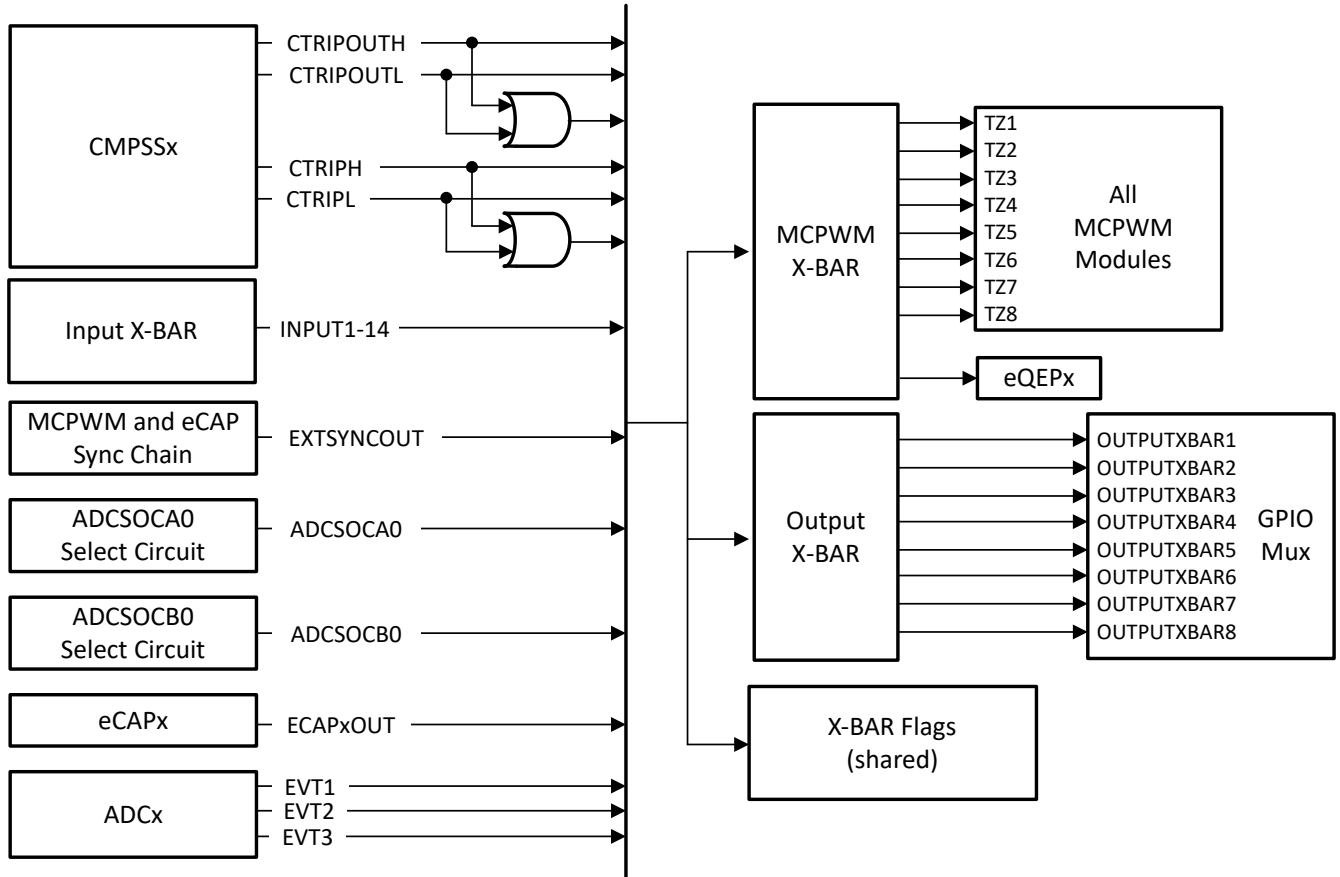 CMPSSx
CTRIPOUTH
CTRIPOUTL
CTRIPH
CTRIPL
Input X-BAR
INPUT1-14
MCPWM and eCAP
Sync Chain
EXTSYNCOUT
ADCSOCA0
Select Circuit
ADCSOCA0
ADCSOCB0
Select Circuit
ADCSOCB0
eCAPx
ECAPxOUT
ADCx
EVT1
EVT2
EVT3
MCPWM
X-BAR
TZ1
TZ2
TZ3
TZ4
TZ5
TZ6
TZ7
TZ8
All
MCPWM
Modules
eQEPx
Output
X-BAR
OUTPUTXBAR1
OUTPUTXBAR2
OUTPUTXBAR3
OUTPUTXBAR4
OUTPUTXBAR5
OUTPUTXBAR6
OUTPUTXBAR7
OUTPUTXBAR8
GPIO
Mux
X-BAR Flags
(shared)